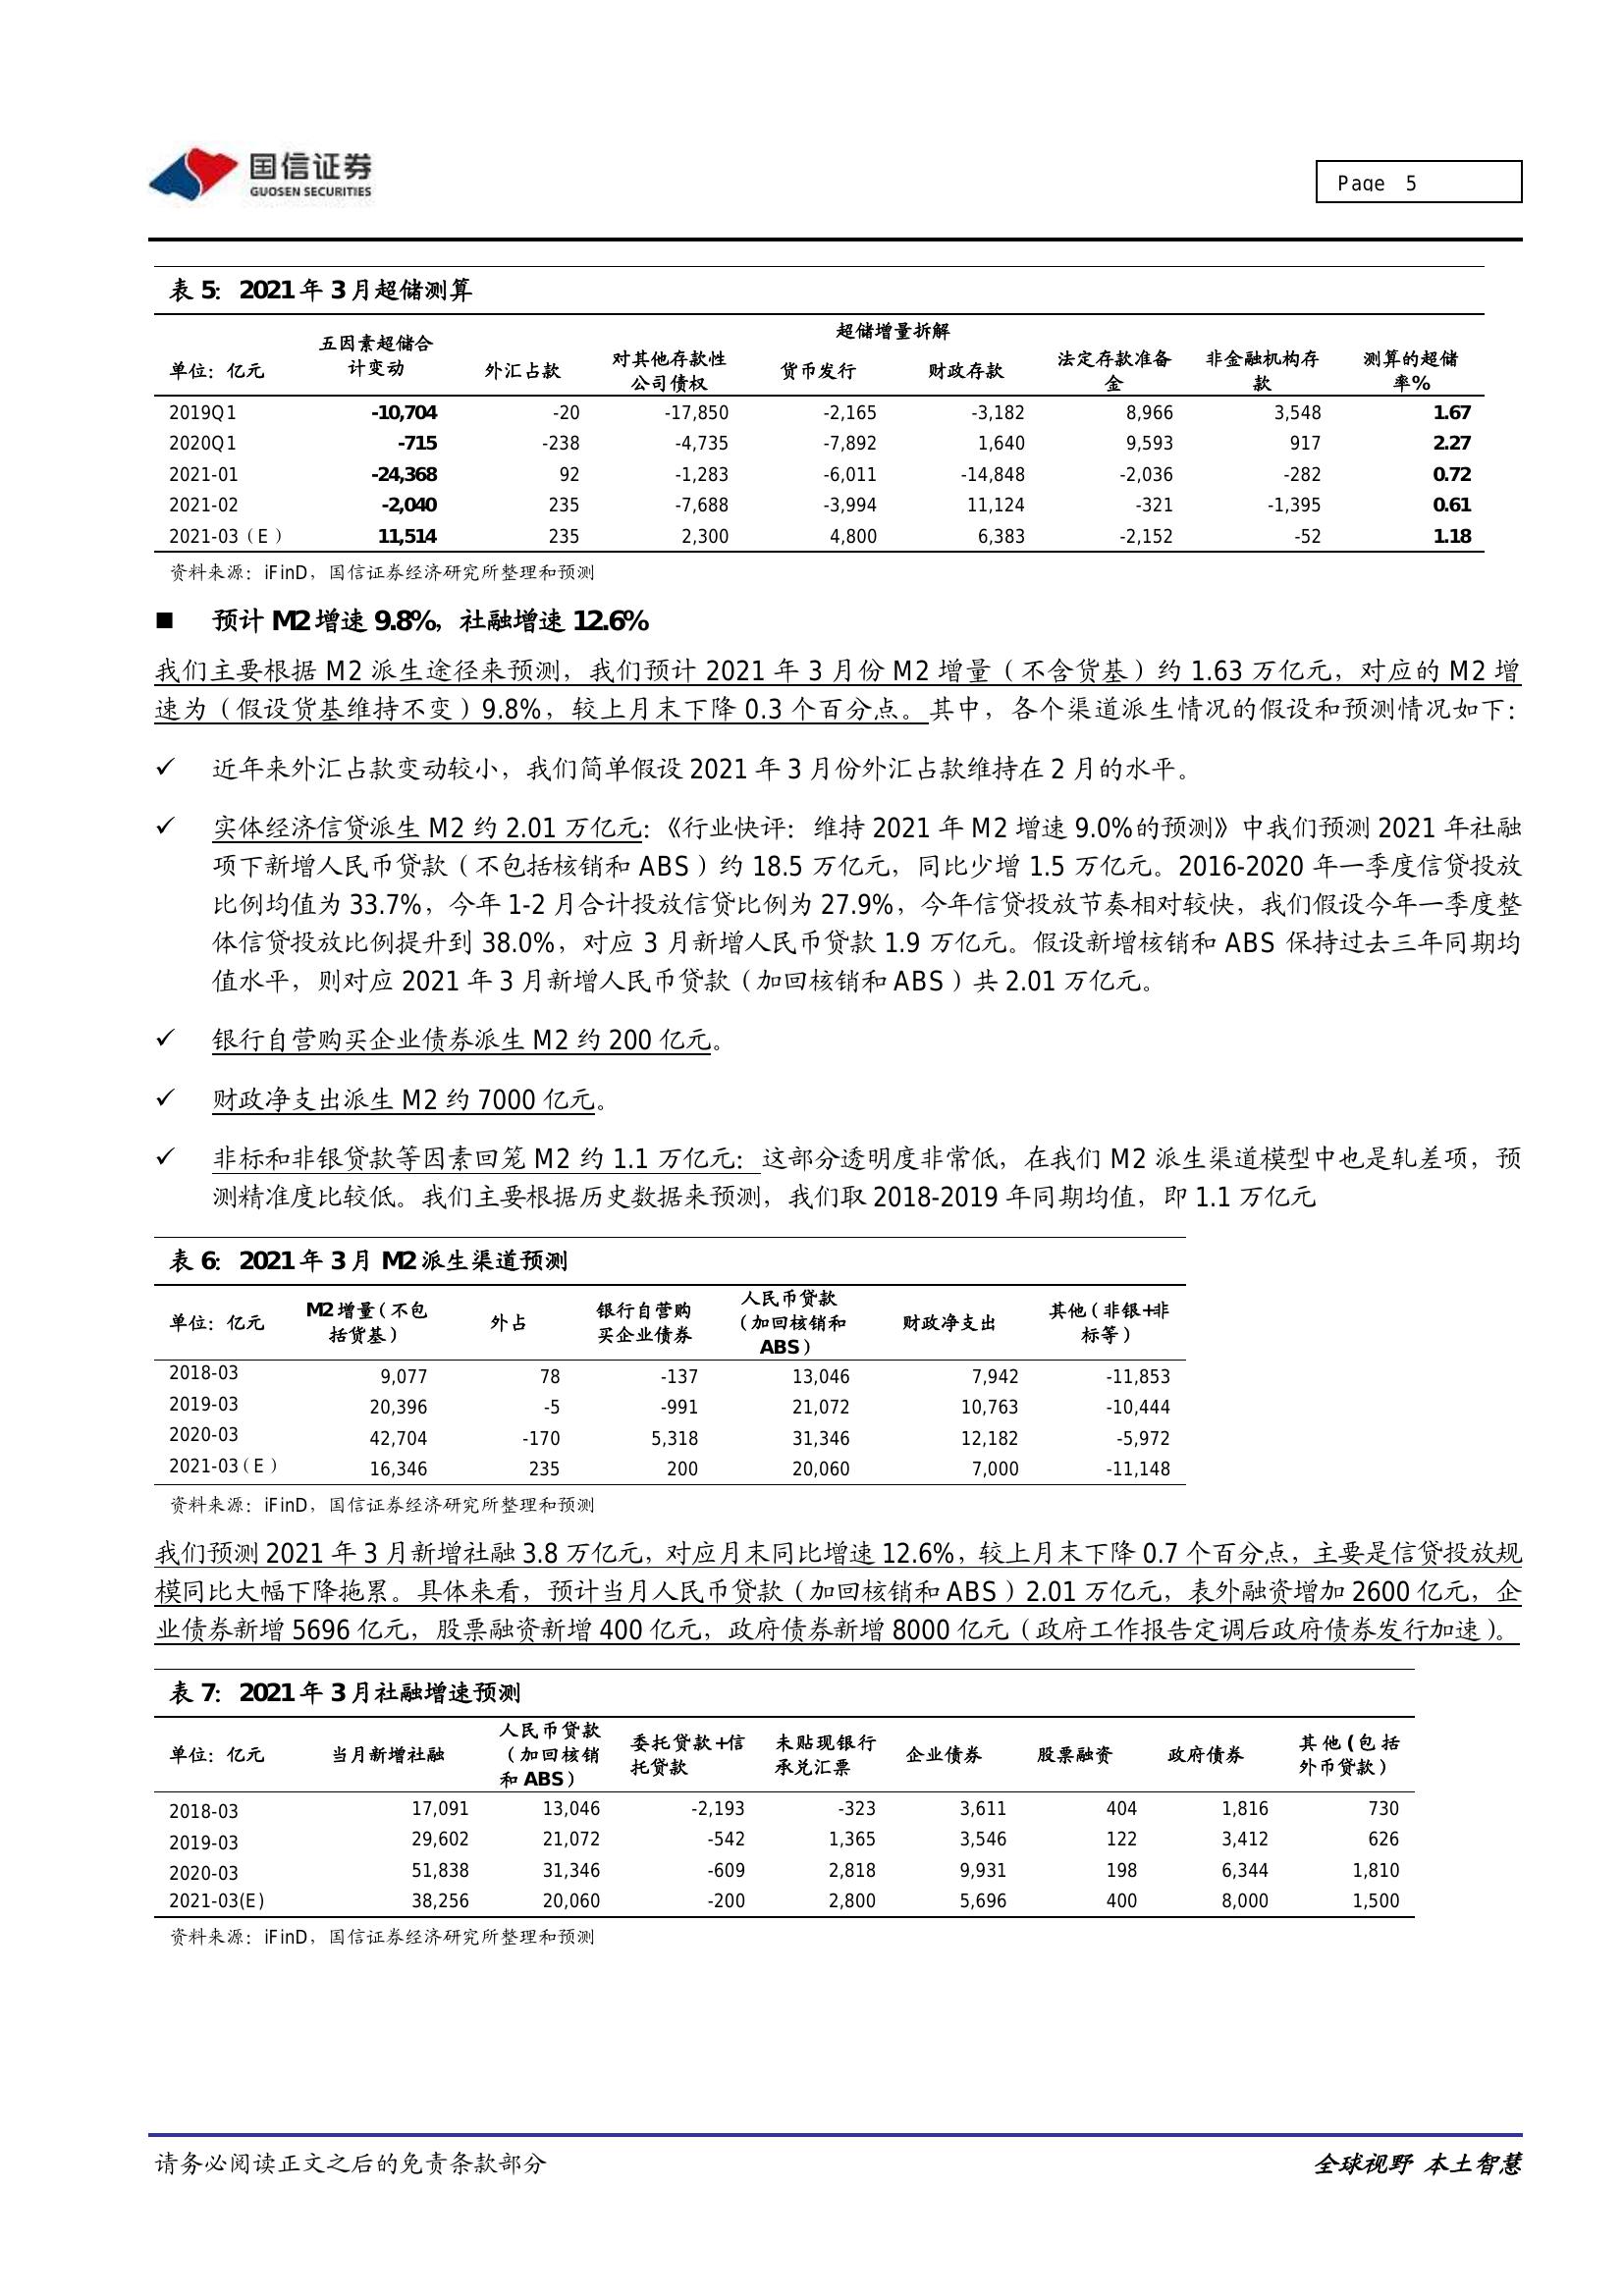 国信证券
GUOSEN SECURITIES
Page 5
表 5: 2021 年 3 月超储测算
超储增量拆解
单位：亿元 五因素超储合计变动 外汇占款 对其他存款性公司债权 货币发行 财政存款 法定存款准备金 非金融机构存款 测算的超储率%
2019Q1 -10,704 -20 -17,850 -2,165 -3,182 8,966 3,548 1.67
2020Q1 -715 -238 -4,735 -7,892 1,640 9,593 917 2.27
2021-01 -24,368 92 -1,283 -6,011 -14,848 -2,036 -282 0.72
2021-02 -2,040 235 -7,688 -3,994 11,124 -321 -1,395 0.61
2021-03（E） 11,514 235 2,300 4,800 6,383 -2,152 -52 1.18
资料来源：iFinD，国信证券经济研究所整理和预测
■ 预计 M2 增速 9.8%，社融增速 12.6%
我们主要根据 M2 派生途径来预测，我们预计 2021 年 3 月份 M2 增量（不含货基）约 1.63 万亿元，对应的 M2 增
速为（假设货基维持不变）9.8%，较上月末下降 0.3 个百分点。其中，各个渠道派生情况的假设和预测情况如下：
✓ 近年来外汇占款变动较小，我们简单假设 2021 年 3 月份外汇占款维持在 2 月的水平。
✓ 实体经济信贷派生 M2 约 2.01 万亿元：《行业快评：维持 2021 年 M2 增速 9.0%的预测》中我们预测 2021 年社融
项下新增人民币贷款（不包括核销和 ABS）约 18.5 万亿元，同比少增 1.5 万亿元。2016-2020 年一季度信贷投放
比例均值为 33.7%，今年 1-2 月合计投放信贷比例为 27.9%，今年信贷投放节奏相对较快，我们假设今年一季度整
体信贷投放比例提升到 38.0%，对应 3 月新增人民币贷款 1.9 万亿元。假设新增核销和 ABS 保持过去三年同期均
值水平，则对应 2021 年 3 月新增人民币贷款（加回核销和 ABS）共 2.01 万亿元。
✓ 银行自营购买企业债券派生 M2 约 200 亿元。
✓ 财政净支出派生 M2 约 7000 亿元。
✓ 非标和非银贷款等因素回笼 M2 约 1.1 万亿元：这部分透明度非常低，在我们 M2 派生渠道模型中也是轧差项，预
测精准度比较低。我们主要根据历史数据来预测，我们取 2018-2019 年同期均值，即 1.1 万亿元
表 6: 2021 年 3 月 M2 派生渠道预测
单位：亿元 M2 增量（不包括货基） 外占 银行自营购买企业债券 人民币贷款（加回核销和 ABS） 财政净支出 其他（非银+非标等）
2018-03 9,077 78 -137 13,046 7,942 -11,853
2019-03 20,396 -5 -991 21,072 10,763 -10,444
2020-03 42,704 -170 5,318 31,346 12,182 -5,972
2021-03（E） 16,346 235 200 20,060 7,000 -11,148
资料来源：iFinD，国信证券经济研究所整理和预测
我们预测 2021 年 3 月新增社融 3.8 万亿元，对应月末同比增速 12.6%，较上月末下降 0.7 个百分点，主要是信贷投放规
模同比大幅下降拖累。具体来看，预计当月人民币贷款（加回核销和 ABS）2.01 万亿元，表外融资增加 2600 亿元，企
业债券新增 5696 亿元，股票融资新增 400 亿元，政府债券新增 8000 亿元（政府工作报告定调后政府债券发行加速）。
表 7: 2021 年 3 月社融增速预测
单位：亿元 当月新增社融 人民币贷款（加回核销和 ABS） 委托贷款+信托贷款 未贴现银行承兑汇票 企业债券 股票融资 政府债券 其他（包括外币贷款）
2018-03 17,091 13,046 -2,193 -323 3,611 404 1,816 730
2019-03 29,602 21,072 -542 1,365 3,546 122 3,412 626
2020-03 51,838 31,346 -609 2,818 9,931 198 6,344 1,810
2021-03(E) 38,256 20,060 -200 2,800 5,696 400 8,000 1,500
资料来源：iFinD，国信证券经济研究所整理和预测
请务必阅读正文之后的免责条款部分 全球视野 本土智慧